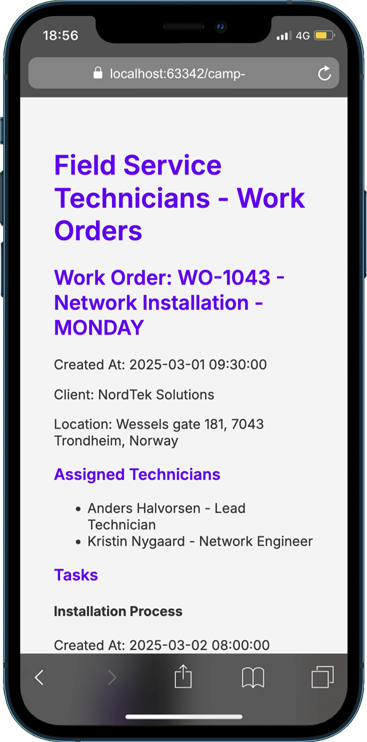 18:56
4G
localhost:63342/camp-
Field Service
Technicians - Work
Orders
Work Order: WO-1043 -
Network Installation -
MONDAY
Created At: 2025-03-01 09:30:00
Client: NordTek Solutions
Location: Wessels gate 181, 7043
Trondheim, Norway
Assigned Technicians
• Anders Halvorsen - Lead
Technician
• Kristin Nygaard - Network Engineer
Tasks
Installation Process
Created At: 2025-03-02 08:00:00